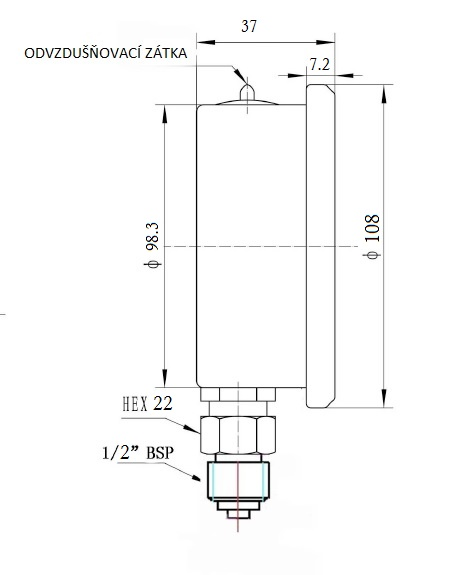 37
ODVZDUŠŇOVACÍ ZÁTKA
7.2
ϕ 98.3
ϕ 108
HEX 22
1/2” BSP